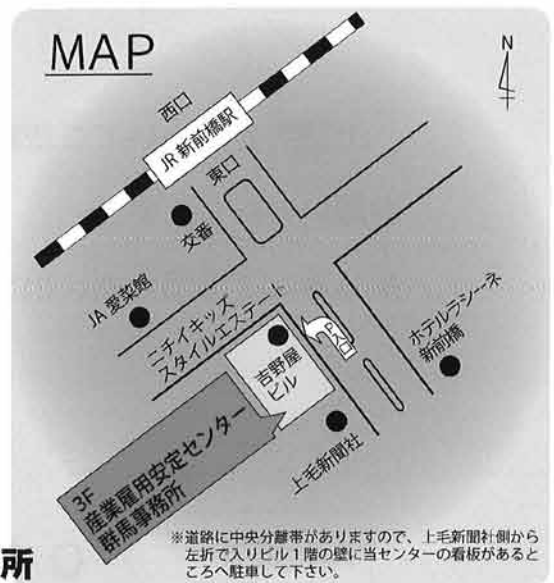 MAP
N
西口
JR 新前橋駅
東口
交番
JA 愛菜館
ニチイキッズ
スタイルエステート
P入口
ホテルラシーネ
新前橋
吉野屋
ビル
上毛新聞社
3F
産業雇用安定センター
群馬事務所
※道路に中央分離帯がありますので、上毛新聞社側から
左折で入りビル1階の壁に当センターの看板があると
ころへ駐車して下さい。
所